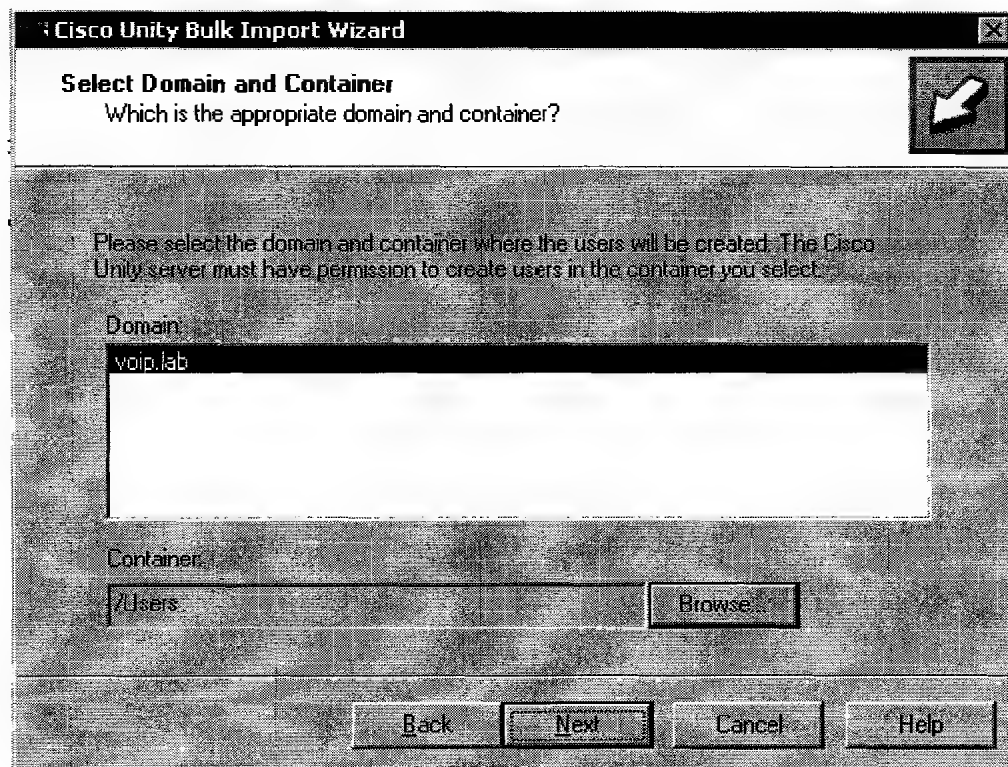 Cisco Unity Bulk Import Wizard
Select Domain and Container
Which is the appropriate domain and container?
Please select the domain and container where the users will be created. The Cisco
Unity server must have permission to create users in the container you select.
Domain:
voip.lab
Container:
/Users
Browse...
Back
Next
Cancel
Help